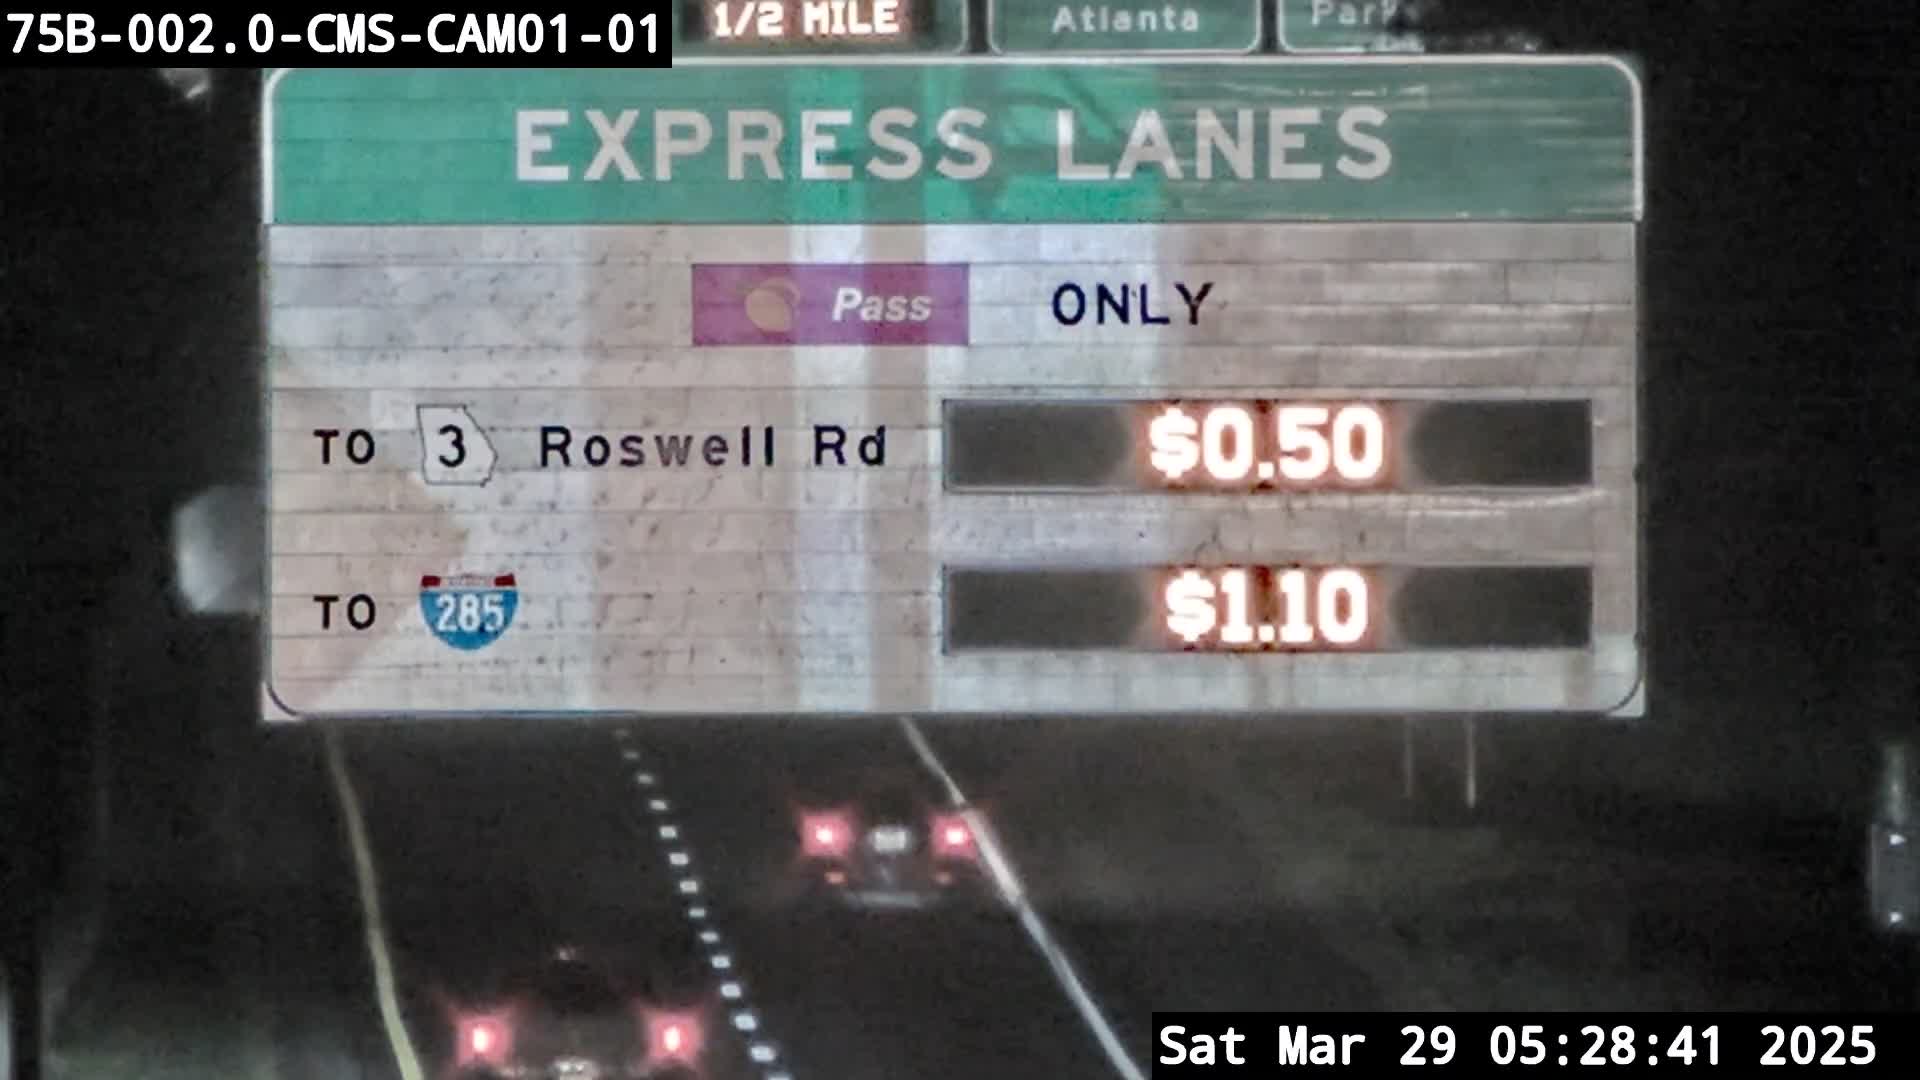 75B-002.0-CMS-CAM01-01
1/2 MILE
Atlanta
Park
EXPRESS LANES
Pass ONLY
TO 3 Roswell Rd $0.50
TO 285 $1.10
Sat Mar 29 05:28:41 2025